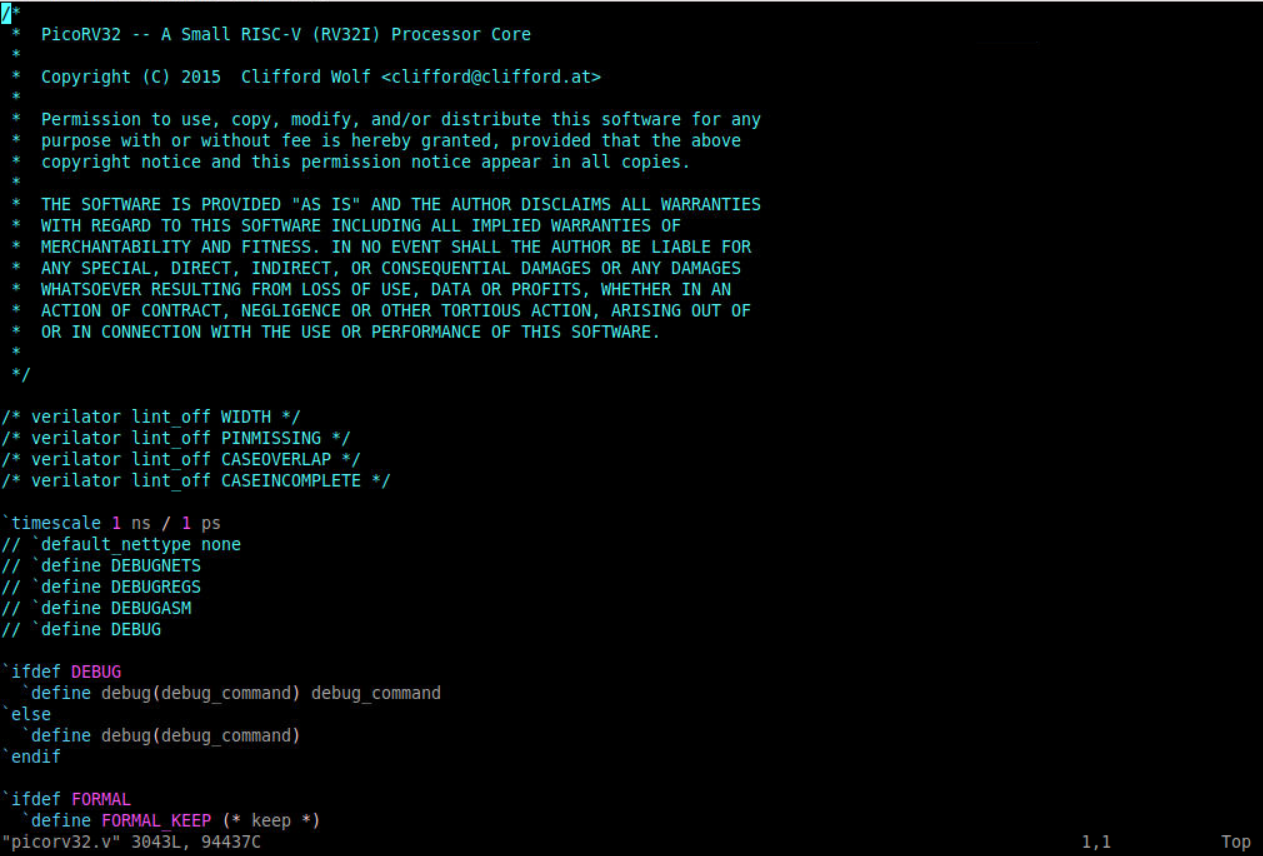 /*
 *  PicoRV32 -- A Small RISC-V (RV32I) Processor Core
 *
 *  Copyright (C) 2015  Clifford Wolf <clifford@clifford.at>
 *
 *  Permission to use, copy, modify, and/or distribute this software for any
 *  purpose with or without fee is hereby granted, provided that the above
 *  copyright notice and this permission notice appear in all copies.
 *
 *  THE SOFTWARE IS PROVIDED "AS IS" AND THE AUTHOR DISCLAIMS ALL WARRANTIES
 *  WITH REGARD TO THIS SOFTWARE INCLUDING ALL IMPLIED WARRANTIES OF
 *  MERCHANTABILITY AND FITNESS. IN NO EVENT SHALL THE AUTHOR BE LIABLE FOR
 *  ANY SPECIAL, DIRECT, INDIRECT, OR CONSEQUENTIAL DAMAGES OR ANY DAMAGES
 *  WHATSOEVER RESULTING FROM LOSS OF USE, DATA OR PROFITS, WHETHER IN AN
 *  ACTION OF CONTRACT, NEGLIGENCE OR OTHER TORTIOUS ACTION, ARISING OUT OF
 *  OR IN CONNECTION WITH THE USE OR PERFORMANCE OF THIS SOFTWARE.
 *
 */

/* verilator lint_off WIDTH */
/* verilator lint_off PINMISSING */
/* verilator lint_off CASEOVERLAP */
/* verilator lint_off CASEINCOMPLETE */

`timescale 1 ns / 1 ps
// `default_nettype none
// `define DEBUGNETS
// `define DEBUGREGS
// `define DEBUGASM
// `define DEBUG

`ifdef DEBUG
  `define debug(debug_command) debug_command
`else
  `define debug(debug_command)
`endif

`ifdef FORMAL
  `define FORMAL_KEEP (* keep *)
"picorv32.v" 3043L, 94437C 1,1 Top